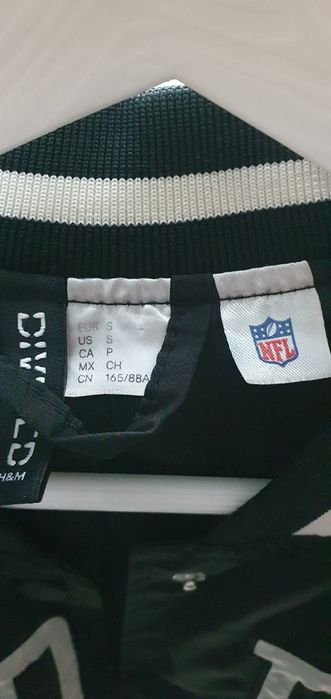 EUR S
US S
CA P
MX CH
CN 165/88A
NFL
H&M